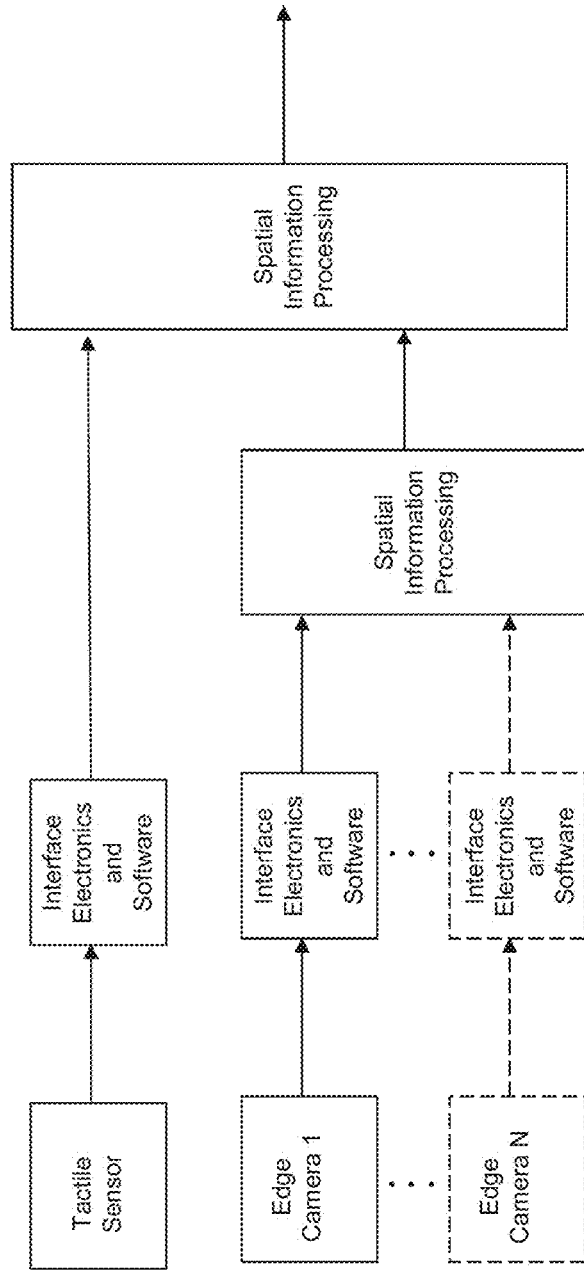 Tactile
Sensor
Interface
Electronics
and
Software
Spatial
Information
Processing
Edge
Camera 1
Interface
Electronics
and
Software
Spatial
Information
Processing
Edge
Camera N
Interface
Electronics
and
Software